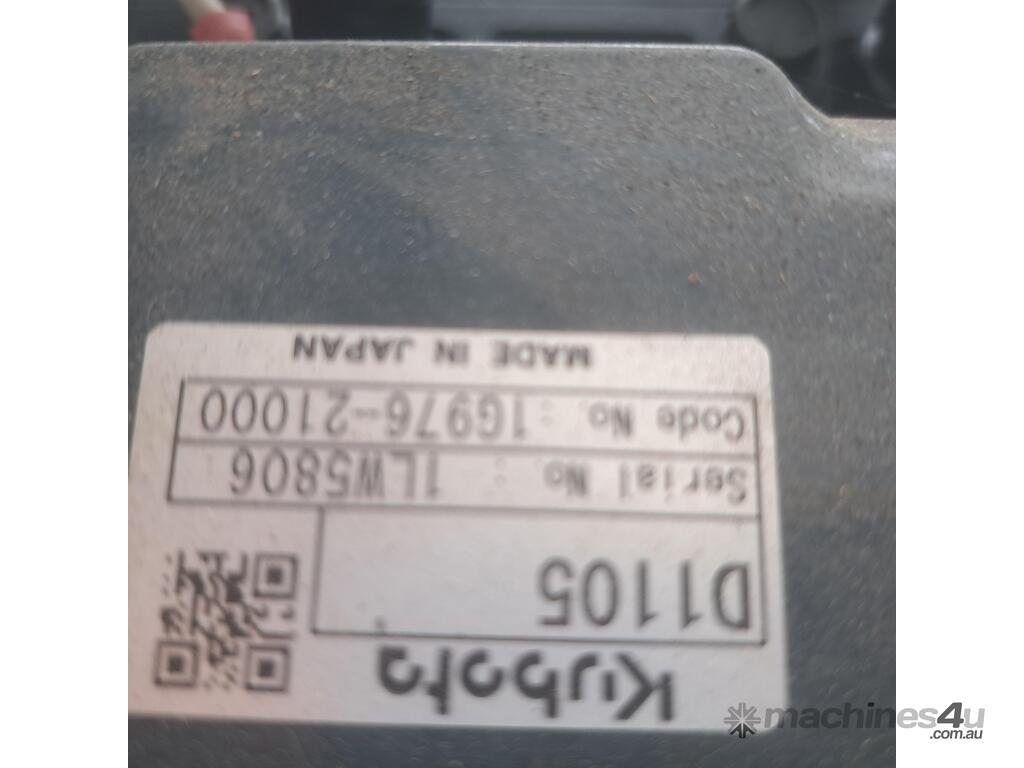 Kubota
D1105
Serial No. : 1LW5806
Code No. : 1G976-21000
MADE IN JAPAN
machines4u
.com.au